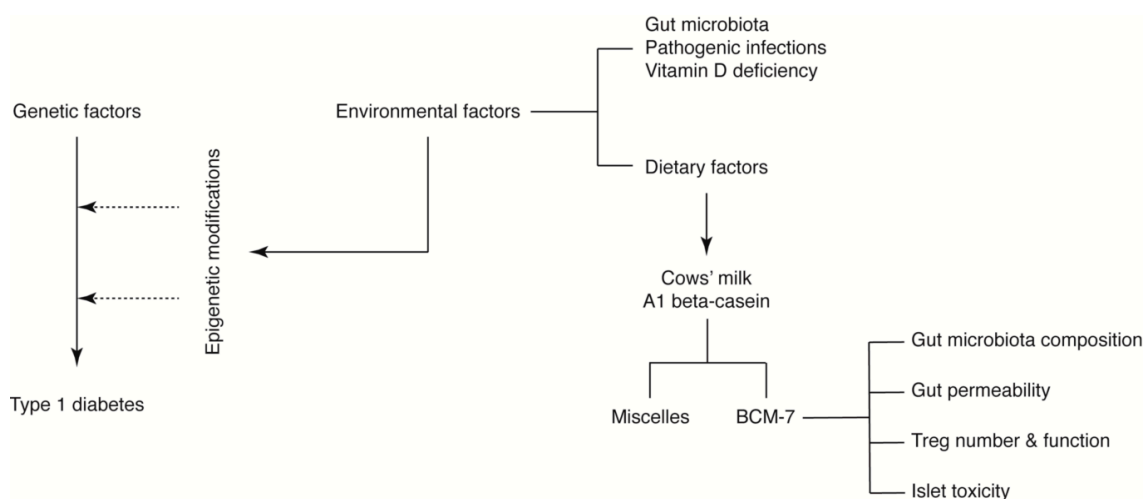 Gut microbiota
Pathogenic infections
Vitamin D deficiency
Genetic factors
Environmental factors
Epigenetic modifications
Dietary factors
Cows' milk
A1 beta-casein
Miscelles
BCM-7
Gut microbiota composition
Gut permeability
Treg number & function
Islet toxicity
Type 1 diabetes